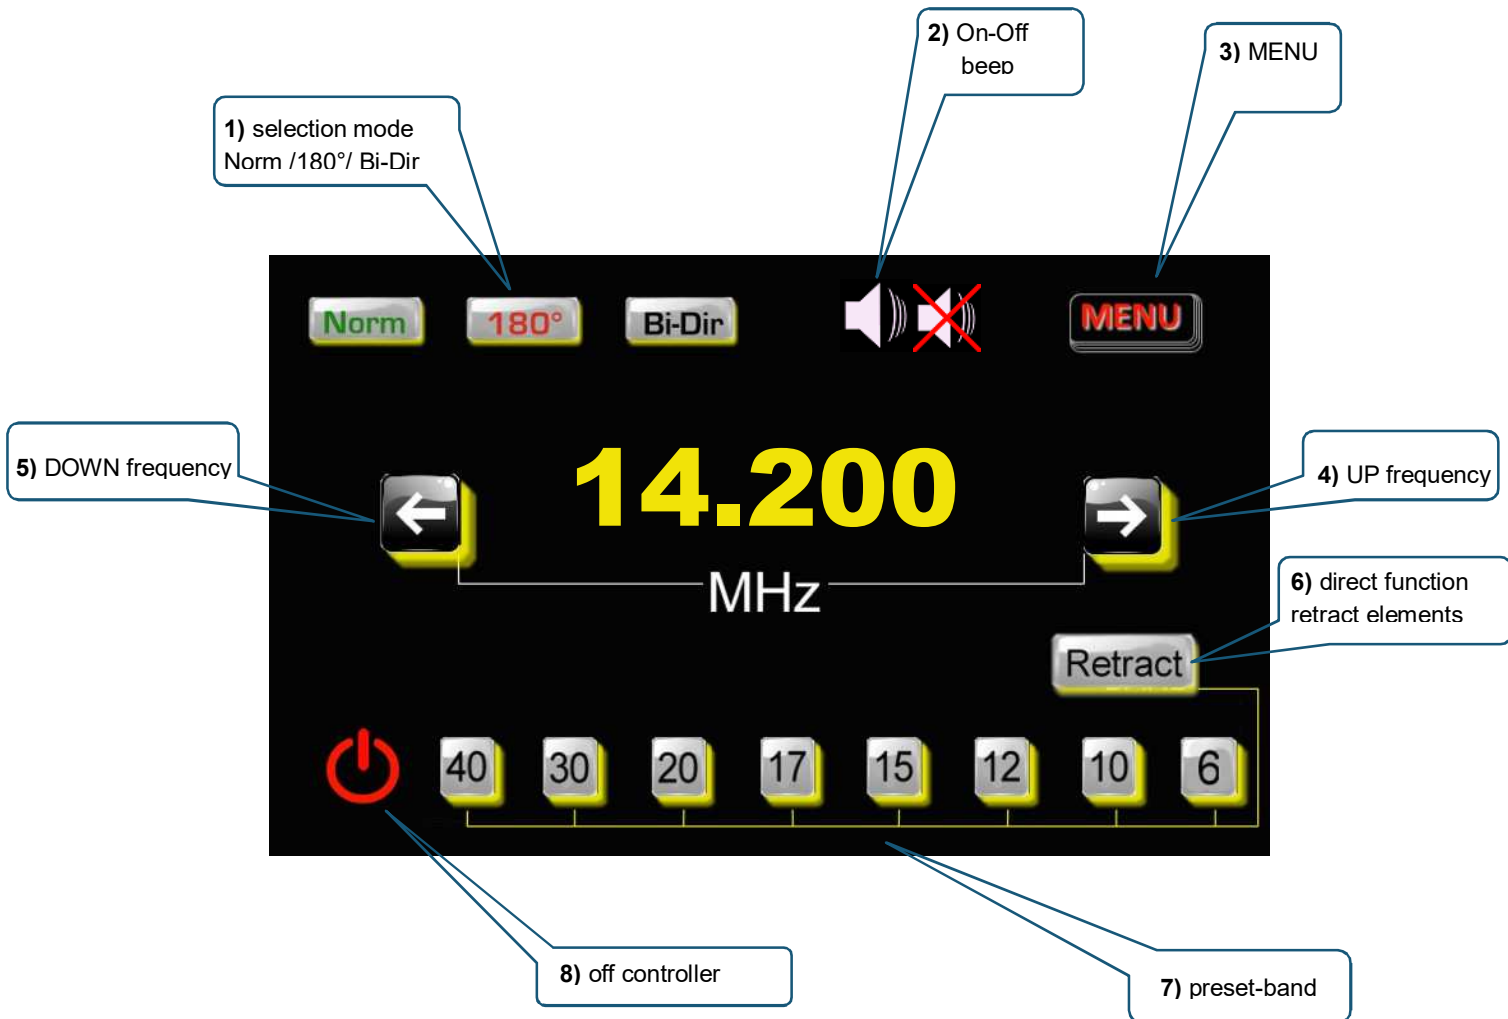 2) On-Off
beep
3) MENU
1) selection mode
Norm /180°/ Bi-Dir
Norm
180°
Bi-Dir
MENU
5) DOWN frequency
14.200
4) UP frequency
MHz
6) direct function
retract elements
Retract
40
30
20
17
15
12
10
6
8) off controller
7) preset-band